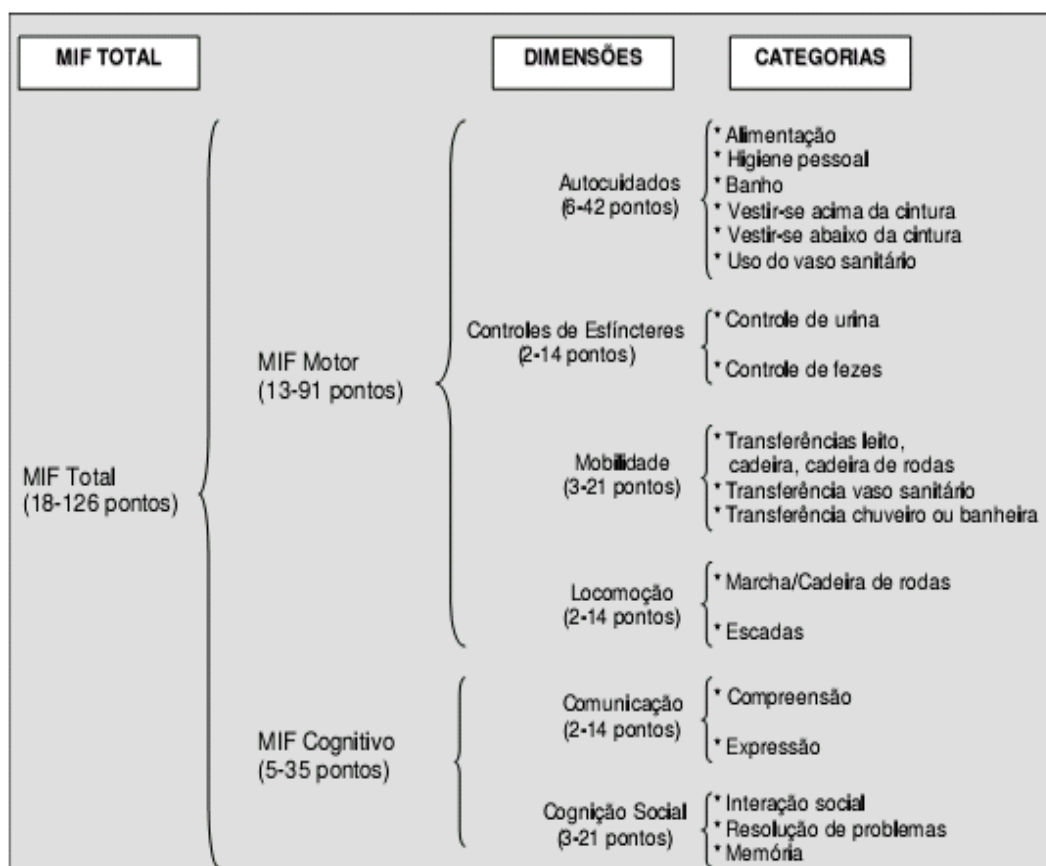 MIF TOTAL
DIMENSÕES
CATEGORIAS
MIF Total
(18-126 pontos)
MIF Motor
(13-91 pontos)
Autocuidados
(6-42 pontos)
* Alimentação
* Higiene pessoal
* Banho
* Vestir-se acima da cintura
* Vestir-se abaixo da cintura
* Uso do vaso sanitário
Controles de Esfíncteres
(2-14 pontos)
* Controle de urina
* Controle de fezes
Mobilidade
(3-21 pontos)
* Transferências leito,
cadeira, cadeira de rodas
* Transferência vaso sanitário
* Transferência chuveiro ou banheira
Locomoção
(2-14 pontos)
* Marcha/Cadeira de rodas
* Escadas
MIF Cognitivo
(5-35 pontos)
Comunicação
(2-14 pontos)
* Compreensão
* Expressão
Cognição Social
(3-21 pontos)
* Interação social
* Resolução de problemas
* Memória